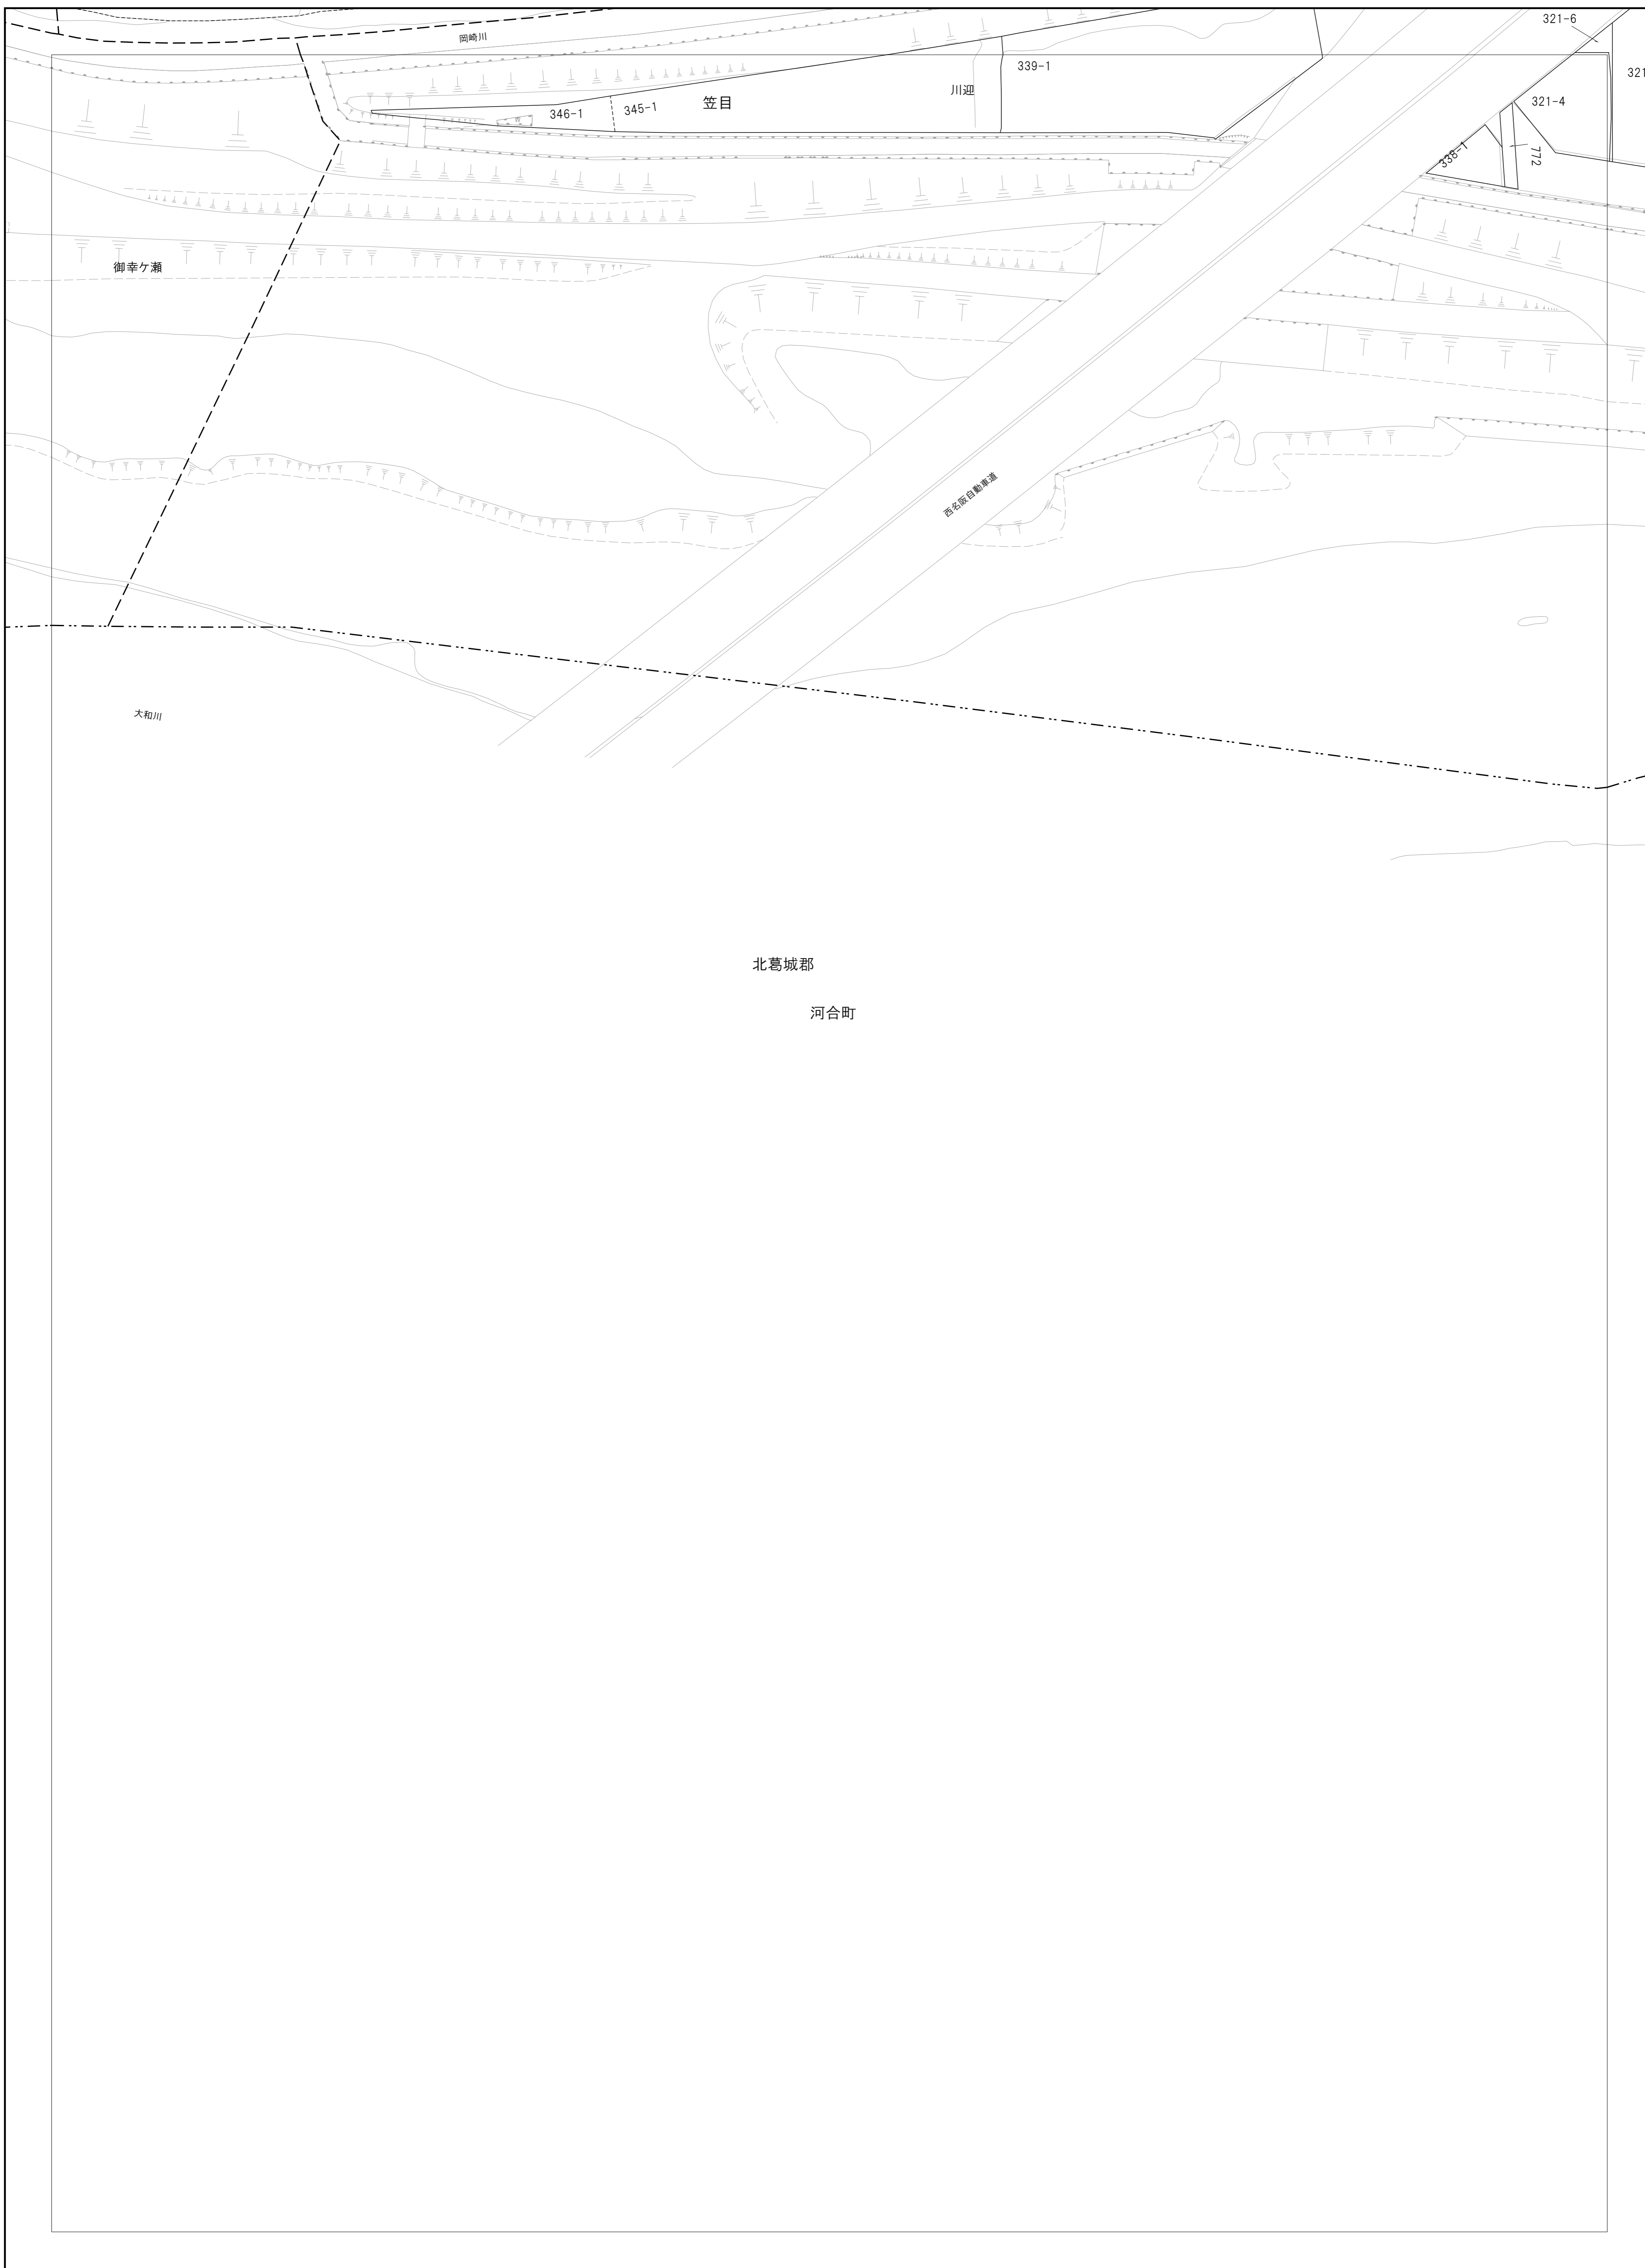 321-6
岡崎川
339-1
321
川迎
笠目
321-4
345-1
346-1
338-1
772
御幸ケ瀬
西名阪自動車道
大和川
北葛城郡
河合町